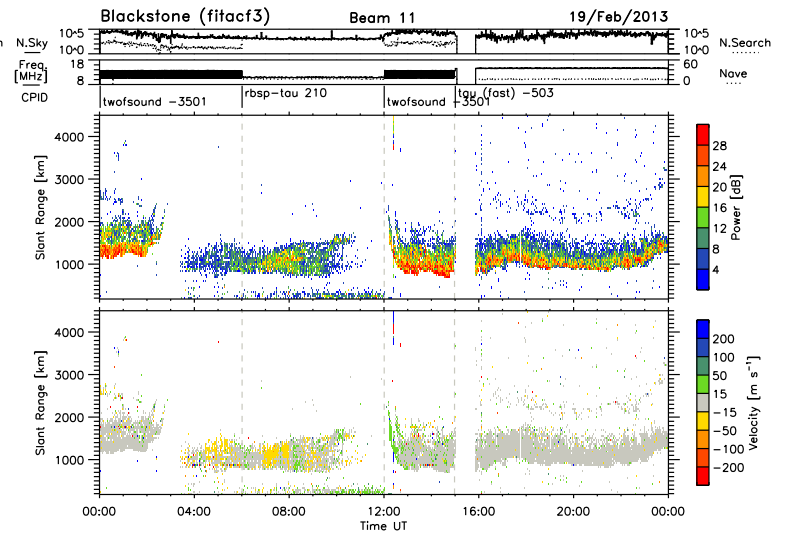 Blackstone (fitacf3) Beam 11 19/Feb/2013
n N.Sky 10^5 10^5 N.Search
10^0 10^0
Freq. [MHz] 18 60 Nave
8 0
CPID twofsound -3501 rbsp-tau 210 twofsound -3501 tau (fast) -503
Slant Range [km]
4000
3000
2000
1000
28
24
20
16
12
8
4
Power [dB]
Slant Range [km]
4000
3000
2000
1000
200
100
50
15
-15
-50
-100
-200
Velocity [m s⁻¹]
00:00 04:00 08:00 12:00 16:00 20:00 00:00
Time UT